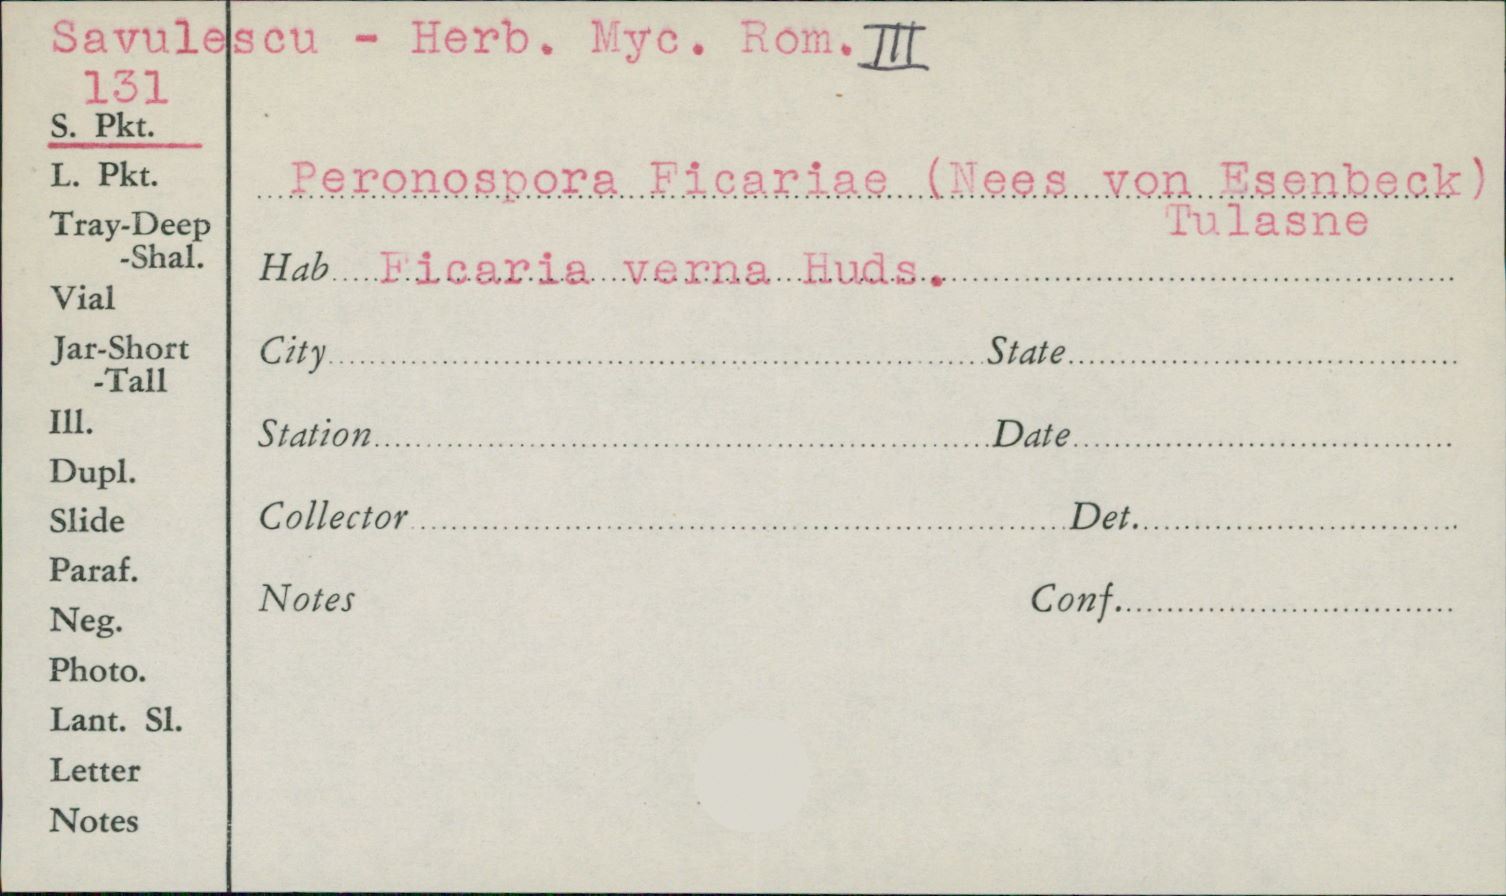 Savulescu - Herb. Myc. Rom. III
131
S. Pkt.
L. Pkt.
Tray-Deep
-Shal.
Vial
Jar-Short
-Tall
Ill.
Dupl.
Slide
Paraf.
Neg.
Photo.
Lant. Sl.
Letter
Notes
Peronospora Ficariae (Nees von Esenbeck)
Tulasne
Hab Ficaria verna Huds.
City State
Station Date
Collector Det.
Notes Conf.